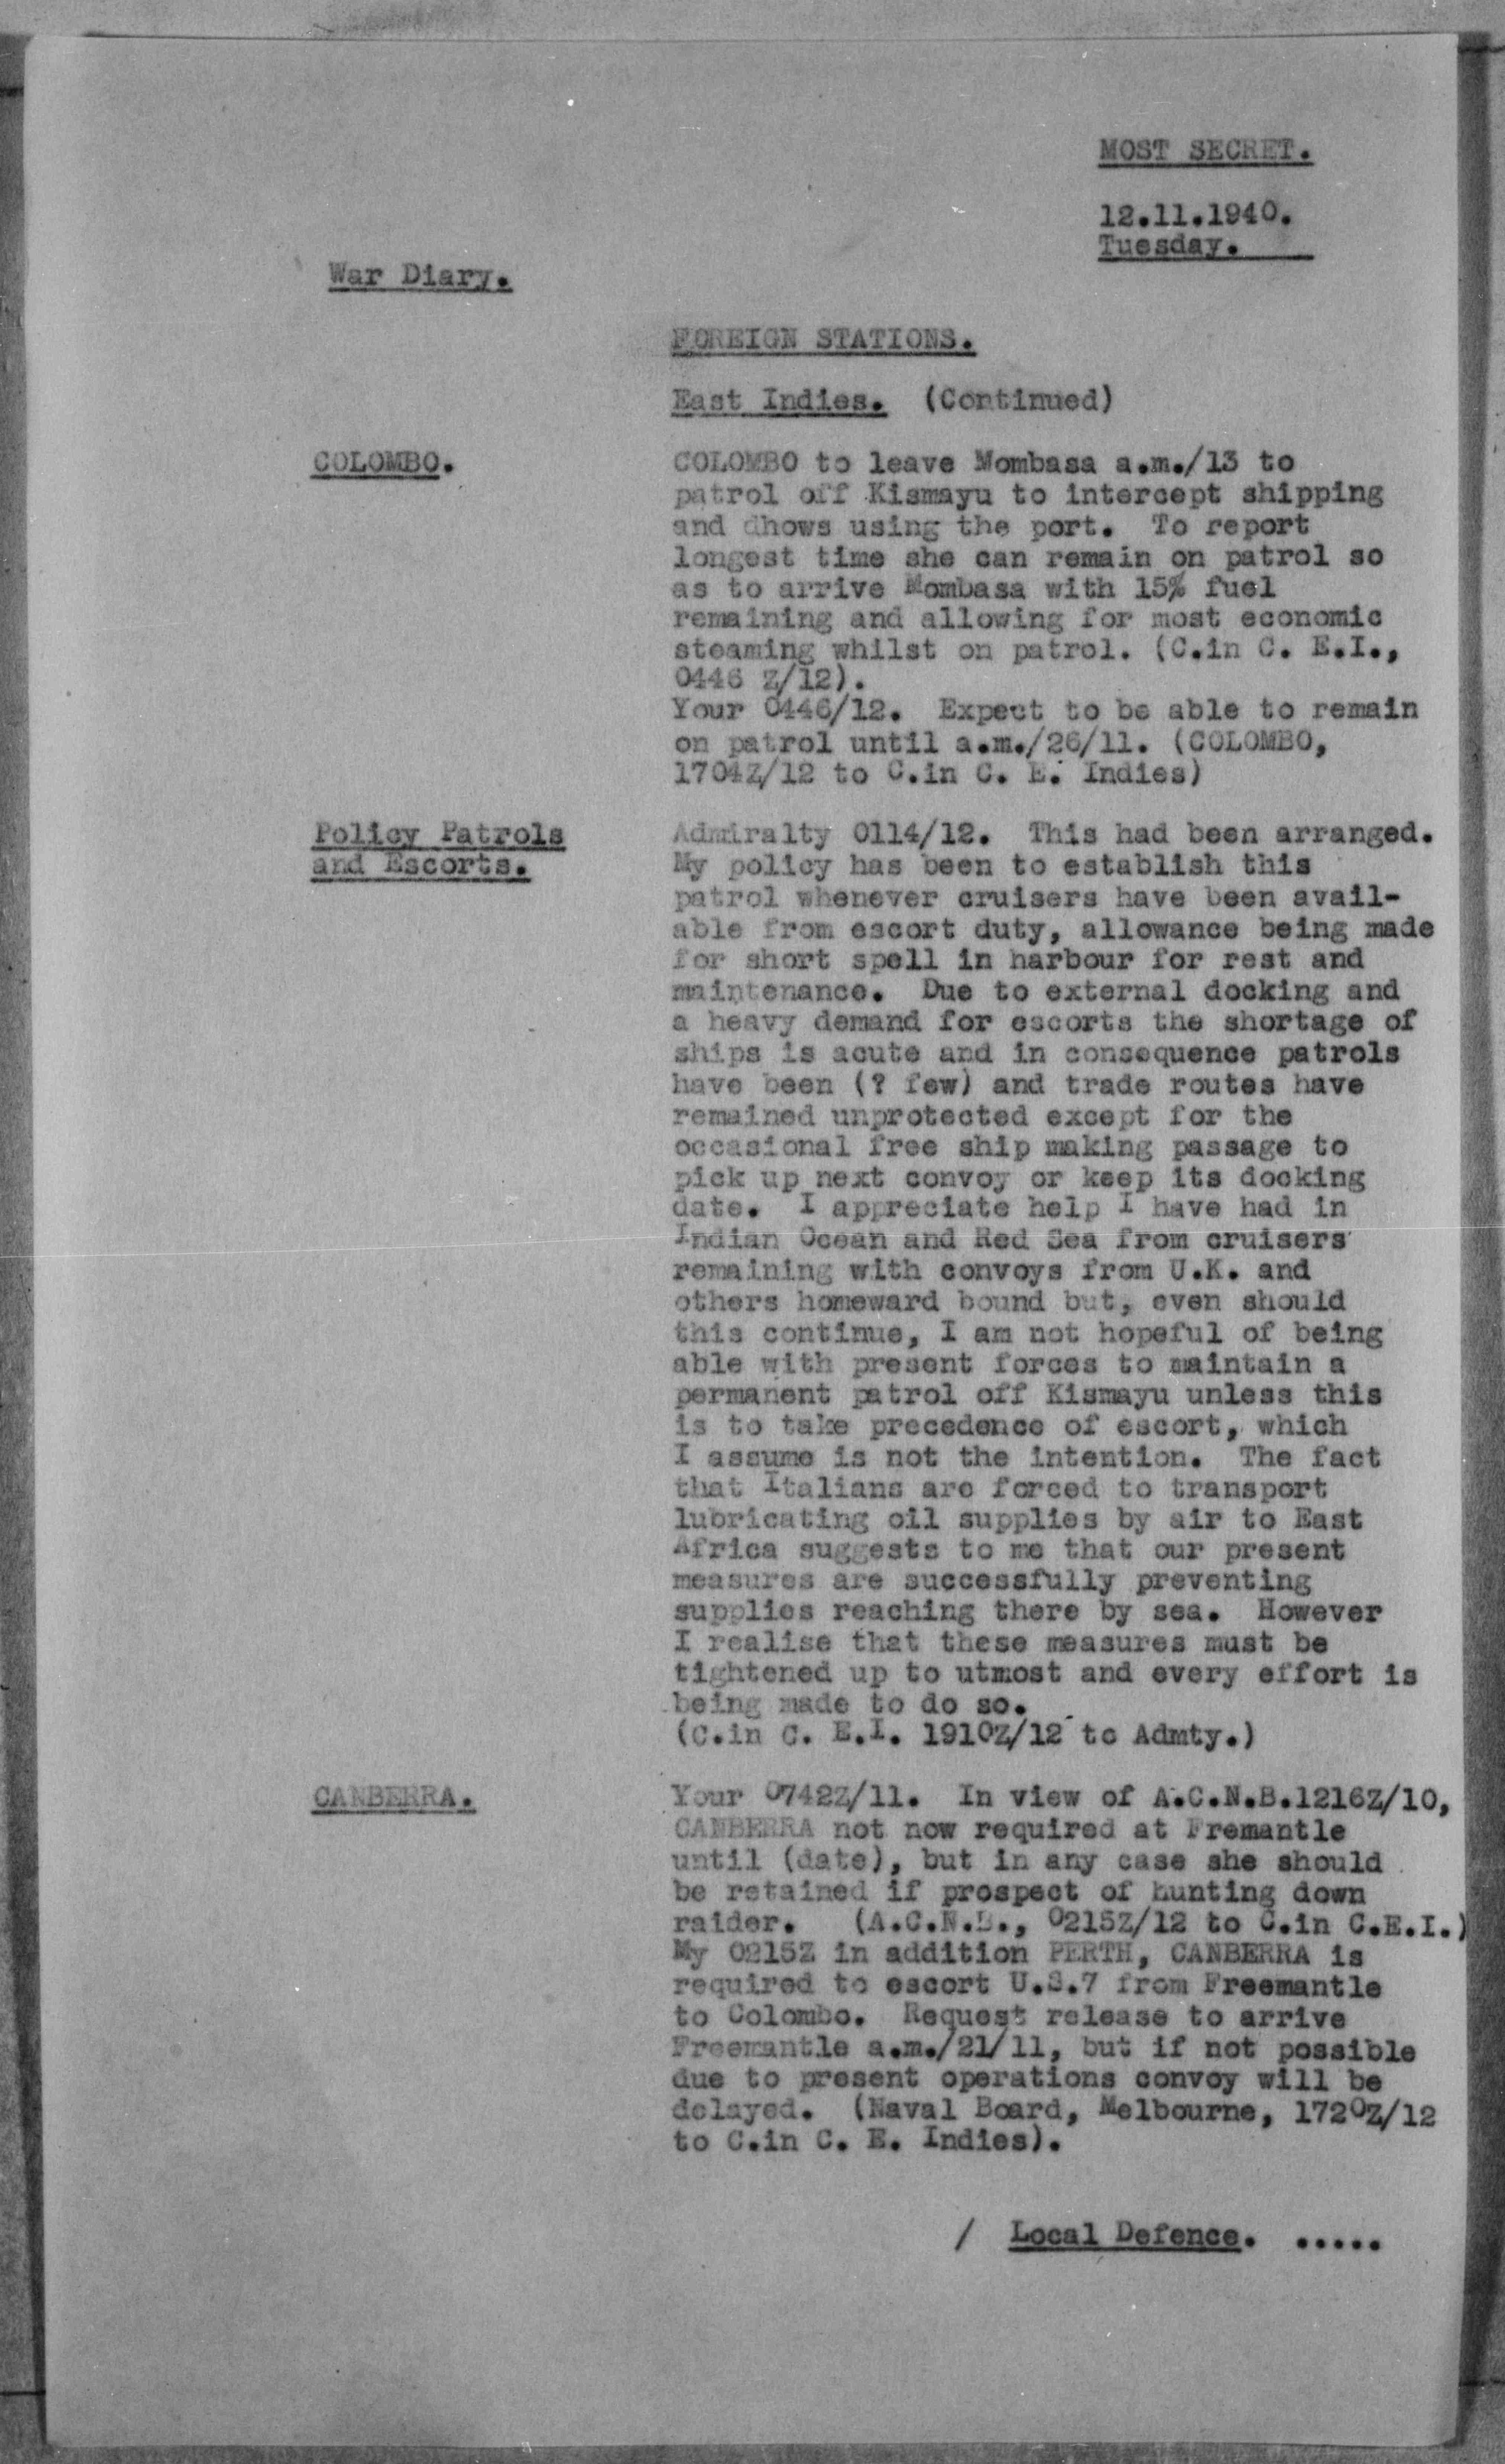 MOST SECRET.
12.11.1940.
Tuesday.
War Diary.
FOREIGN STATIONS.
East Indies. (Continued)
COLOMBO.
COLOMBO to leave Mombasa a.m./13 to
patrol off Kismayu to intercept shipping
and dhows using the port. To report
longest time she can remain on patrol so
as to arrive Mombasa with 15% fuel
remaining and allowing for most economic
steaming whilst on patrol. (C.in C. E.I.,
0446 Z/12).
Your 0446/12. Expect to be able to remain
on patrol until a.m./26/11. (COLOMBO,
1704Z/12 to C.in C. E. Indies)
Policy Patrols
and Escorts.
Admiralty 0114/12. This had been arranged.
My policy has been to establish this
patrol whenever cruisers have been avail-
able from escort duty, allowance being made
for short spell in harbour for rest and
maintenance. Due to external docking and
a heavy demand for escorts the shortage of
ships is acute and in consequence patrols
have been (? few) and trade routes have
remained unprotected except for the
occasional free ship making passage to
pick up next convoy or keep its docking
date. I appreciate help I have had in
Indian Ocean and Red Sea from cruisers
remaining with convoys from U.K. and
others homeward bound but, even should
this continue, I am not hopeful of being
able with present forces to maintain a
permanent patrol off Kismayu unless this
is to take precedence of escort, which
I assume is not the intention. The fact
that Italians are forced to transport
lubricating oil supplies by air to East
Africa suggests to me that our present
measures are successfully preventing
supplies reaching there by sea. However
I realise that these measures must be
tightened up to utmost and every effort is
being made to do so.
(C.in C. E.I. 1910Z/12 to Admty.)
CANBERRA.
Your 0742Z/11. In view of A.C.N.B.1216Z/10,
CANBERRA not now required at Fremantle
until (date), but in any case she should
be retained if prospect of hunting down
raider. (A.C.N.B., 0215Z/12 to C.in C.E.I.)
My 0215Z in addition PERTH, CANBERRA is
required to escort U.S.7 from Freemantle
to Colombo. Request release to arrive
Freemantle a.m./21/11, but if not possible
due to present operations convoy will be
delayed. (Naval Board, Melbourne, 1720Z/12
to C.in C. E. Indies).
/ Local Defence. .....